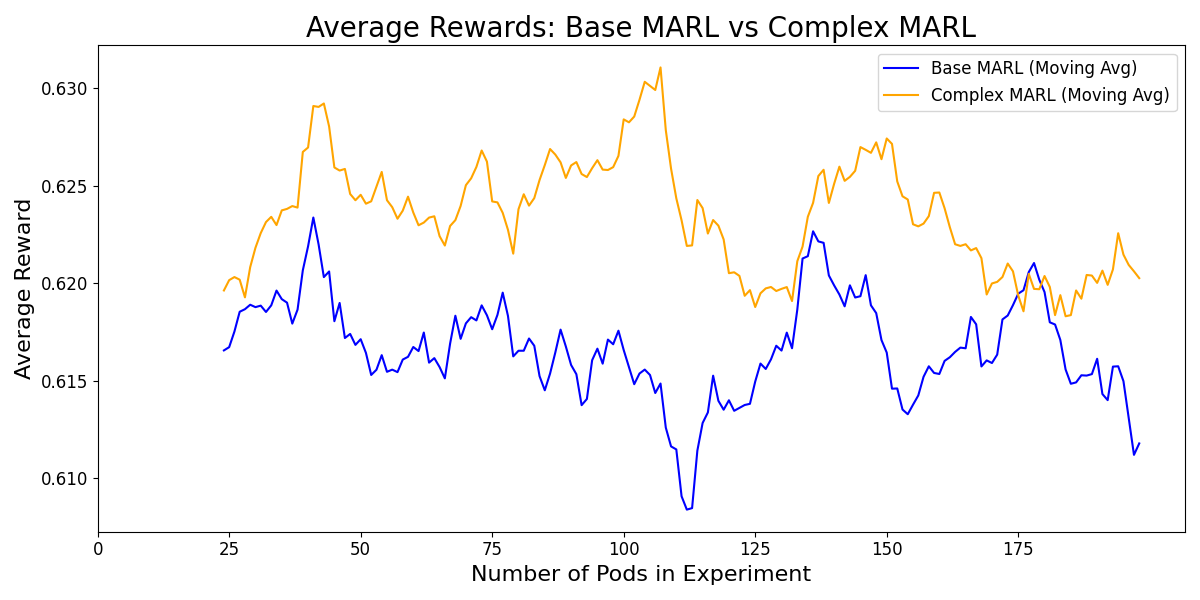 Average Rewards: Base MARL vs Complex MARL
Base MARL (Moving Avg)
Complex MARL (Moving Avg)
Average Reward
0.630
0.625
0.620
0.615
0.610
0 25 50 75 100 125 150 175
Number of Pods in Experiment